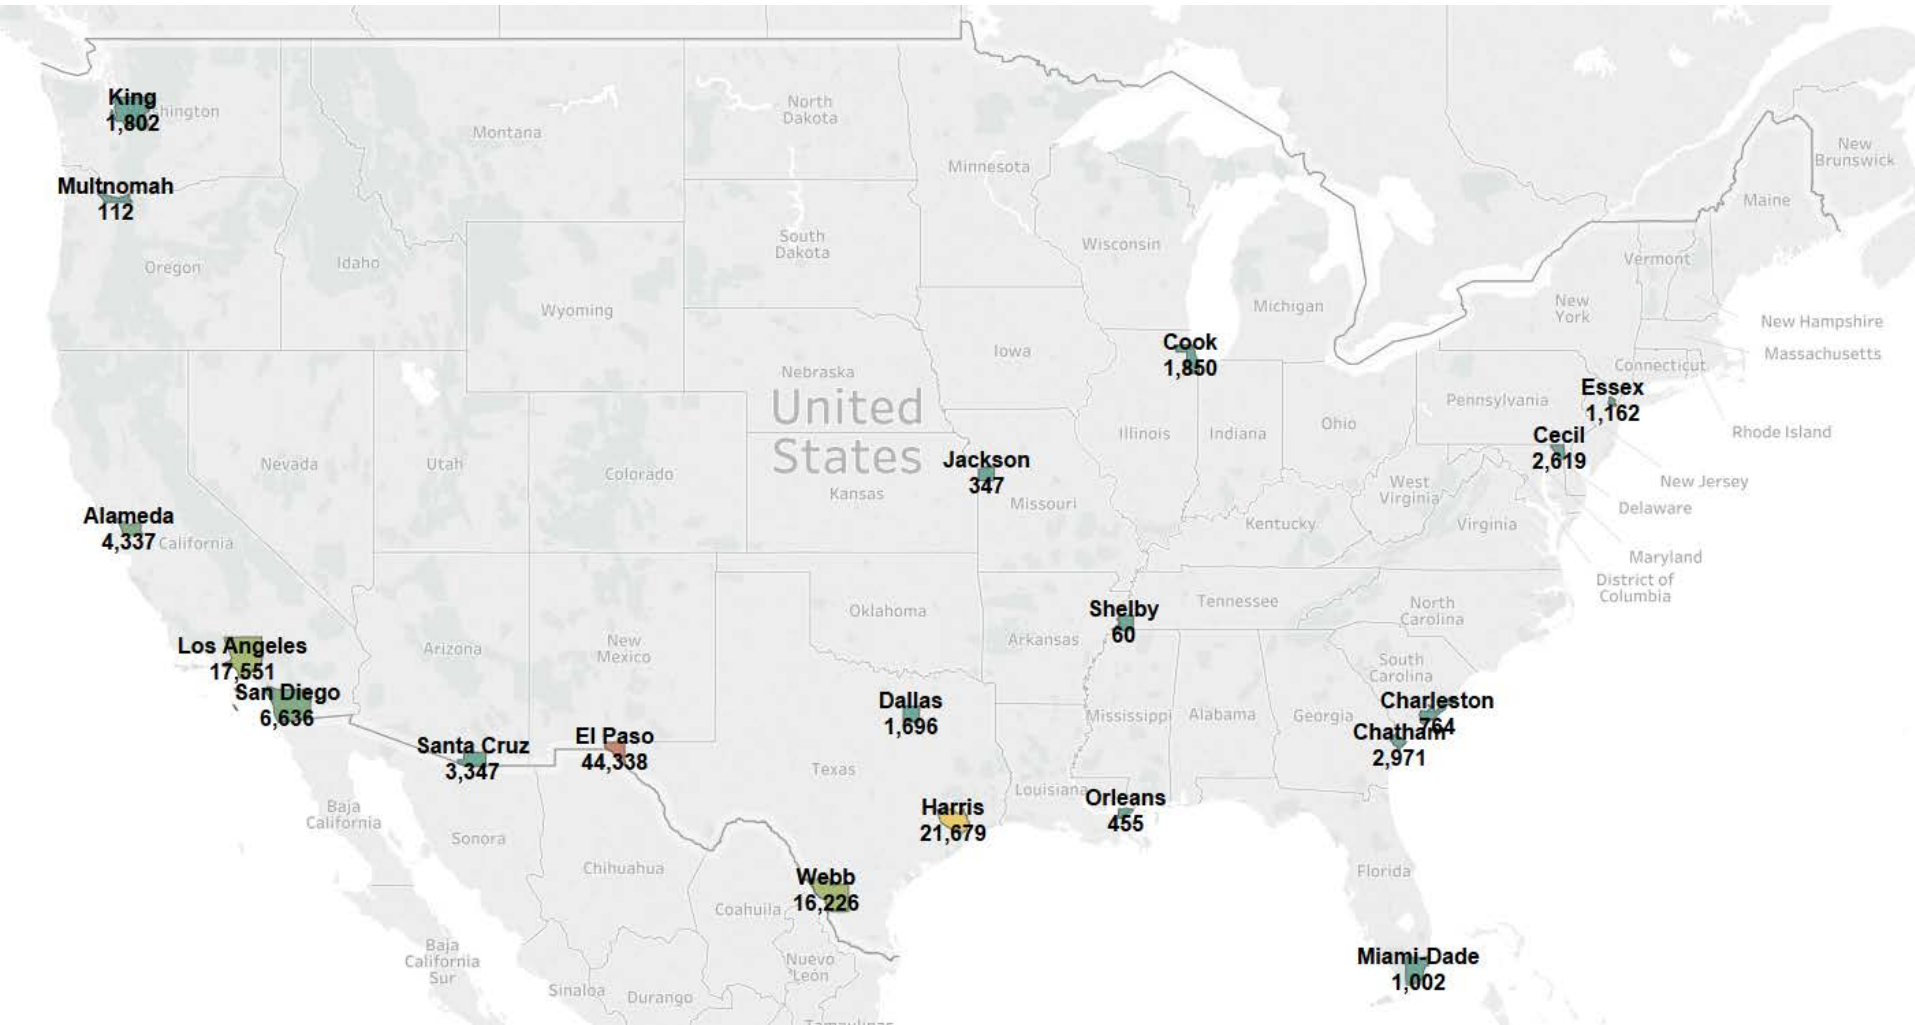 King
1,802
hington
Multnomah
112
Oregon
Idaho
Montana
North
Dakota
Minnesota
South
Dakota
Wisconsin
Wyoming
Michigan
New
Brunswick
Maine
Vermont
New
York
New Hampshire
Massachusetts
Connecticut
Rhode Island
Cook
1,850
Iowa
Nebraska
United
States
Essex
1,162
Pennsylvania
Cecil
2,619
Illinois
Indiana
Ohio
New Jersey
Delaware
Maryland
District of
Columbia
Nevada
Utah
Colorado
Kansas
Jackson
347
Missouri
West
Virginia
Virginia
Kentucky
Alameda
4,337
California
Los Angeles
17,551
San Diego
6,636
Arizona
New
Mexico
Oklahoma
Arkansas
Shelby
60
Tennessee
North
Carolina
South
Carolina
Charleston
764
Chatham
2,971
Mississippi
Alabama
Georgia
Dallas
1,696
Santa Cruz
3,347
El Paso
44,338
Texas
Louisiana
Orleans
455
Harris
21,679
Webb
16,226
Florida
Miami-Dade
1,002
Baja
California
Sonora
Chihuahua
Coahuila
Baja
California
Sur
Nuevo
León
Sinaloa
Durango
Tamaulipas